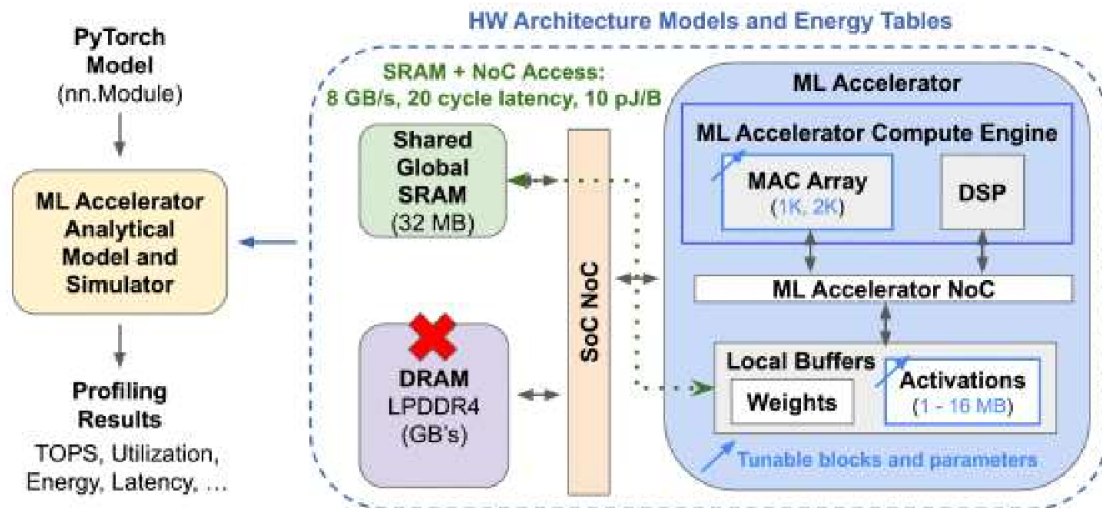 HW Architecture Models and Energy Tables
PyTorch
Model
(nn.Module)
ML Accelerator
Analytical
Model and
Simulator
Profiling
Results
TOPS, Utilization,
Energy, Latency, ...
SRAM + NoC Access:
8 GB/s, 20 cycle latency, 10 pJ/B
Shared
Global
SRAM
(32 MB)
DRAM
LPDDR4
(GB's)
SoC NoC
ML Accelerator
ML Accelerator Compute Engine
MAC Array
(1K, 2K)
DSP
ML Accelerator NoC
Local Buffers
Weights
Activations
(1 - 16 MB)
Tunable blocks and parameters